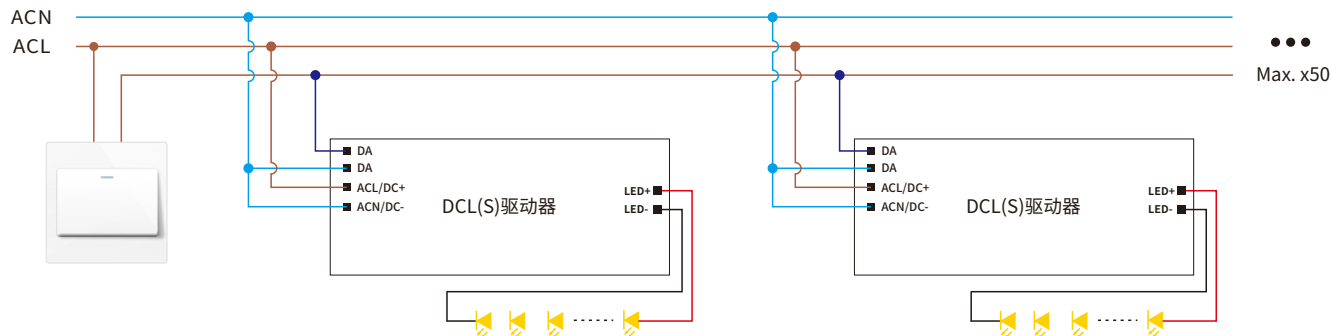 ACN
ACL
Max. x50
DA
DA
ACL/DC+
ACN/DC-
DCL(S)驱动器
LED+
LED-
DA
DA
ACL/DC+
ACN/DC-
DCL(S)驱动器
LED+
LED-